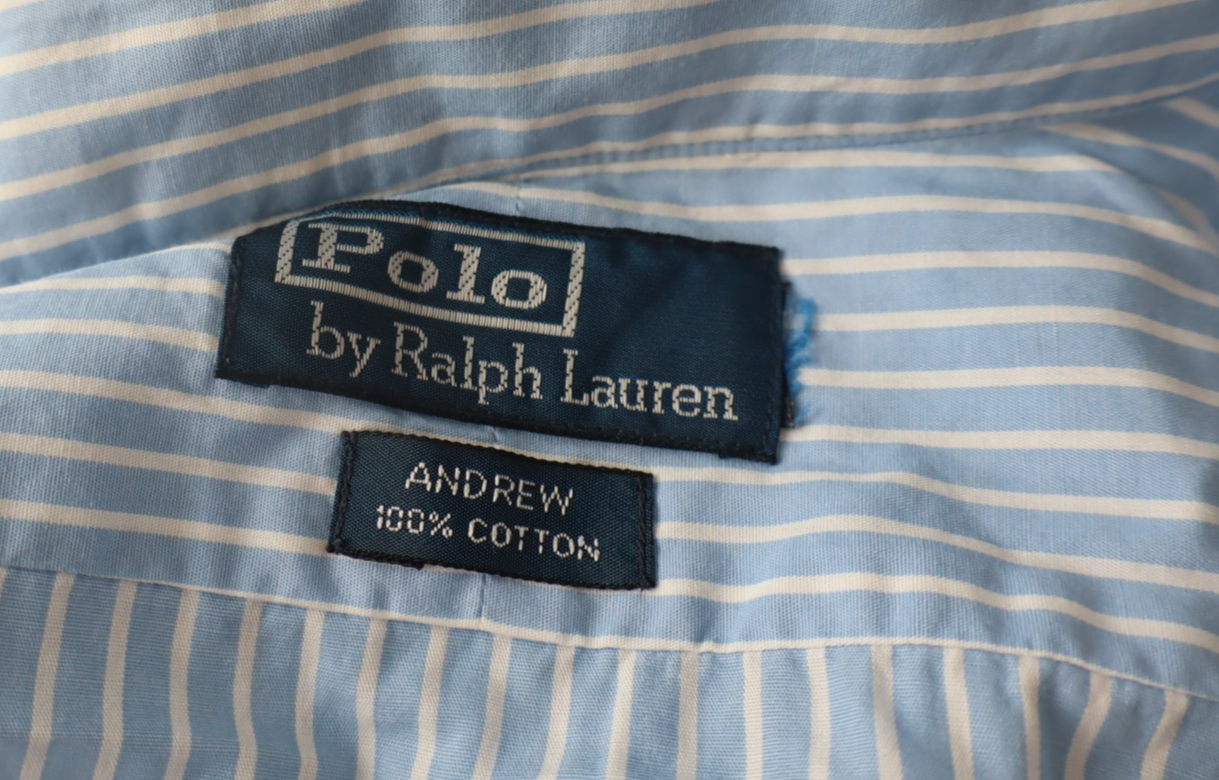 Polo
by Ralph Lauren
ANDREW
100% COTTON